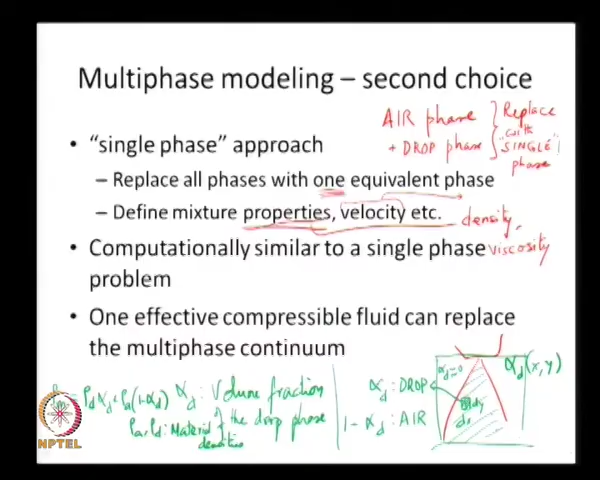 Multiphase modeling – second choice
AIR phase
+ DROP phase
Replace
with
"SINGLE"
phase
• "single phase" approach
– Replace all phases with one equivalent phase
– Define mixture properties, velocity etc.
density,
viscosity
• Computationally similar to a single phase
problem
• One effective compressible fluid can replace
the multiphase continuum
= ρd αd + ρa (1-αd)
αd : Volume fraction
of the drop phase
ρa, ρd : Material
densities
αd : DROP
1 - αd : AIR
αd = 0
αd (x, y)
NPTEL